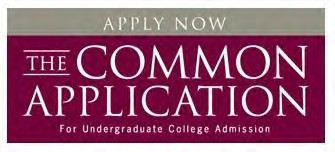 APPLY NOW
THE COMMON
APPLICATION
For Undergraduate College Admission